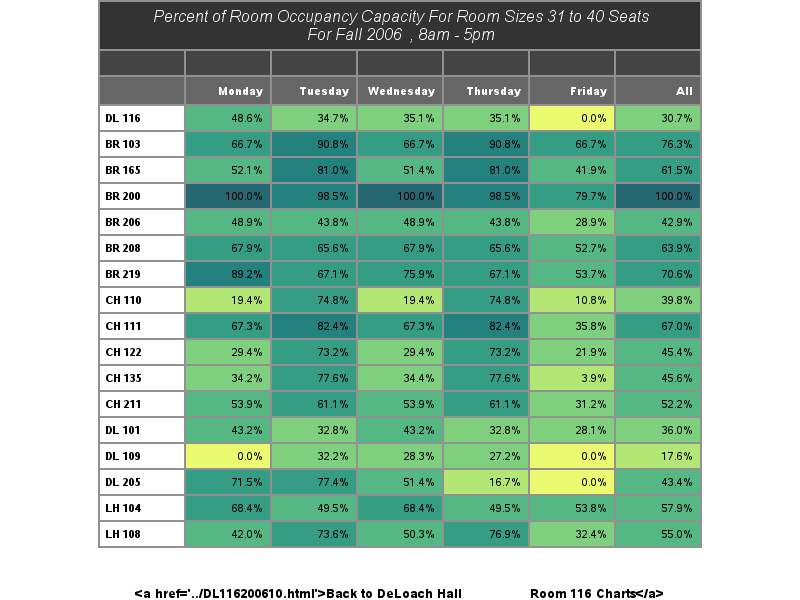 Percent of Room Occupancy Capacity For Room Sizes 31 to 40 Seats
For Fall 2006 , 8am - 5pm
Monday Tuesday Wednesday Thursday Friday All
DL 116 48.6% 34.7% 35.1% 35.1% 0.0% 30.7%
BR 103 66.7% 90.8% 66.7% 90.8% 66.7% 76.3%
BR 165 52.1% 81.0% 51.4% 81.0% 41.9% 61.5%
BR 200 100.0% 98.5% 100.0% 98.5% 79.7% 100.0%
BR 206 48.9% 43.8% 48.9% 43.8% 28.9% 42.9%
BR 208 67.9% 65.6% 67.9% 65.6% 52.7% 63.9%
BR 219 89.2% 67.1% 75.9% 67.1% 53.7% 70.6%
CH 110 19.4% 74.8% 19.4% 74.8% 10.8% 39.8%
CH 111 67.3% 82.4% 67.3% 82.4% 35.8% 67.0%
CH 122 29.4% 73.2% 29.4% 73.2% 21.9% 45.4%
CH 135 34.2% 77.6% 34.4% 77.6% 3.9% 45.6%
CH 211 53.9% 61.1% 53.9% 61.1% 31.2% 52.2%
DL 101 43.2% 32.8% 43.2% 32.8% 28.1% 36.0%
DL 109 0.0% 32.2% 28.3% 27.2% 0.0% 17.6%
DL 205 71.5% 77.4% 51.4% 16.7% 0.0% 43.4%
LH 104 68.4% 49.5% 68.4% 49.5% 53.8% 57.9%
LH 108 42.0% 73.6% 50.3% 76.9% 32.4% 55.0%
<a href='../DL116200610.html'>Back to DeLoach Hall Room 116 Charts</a>